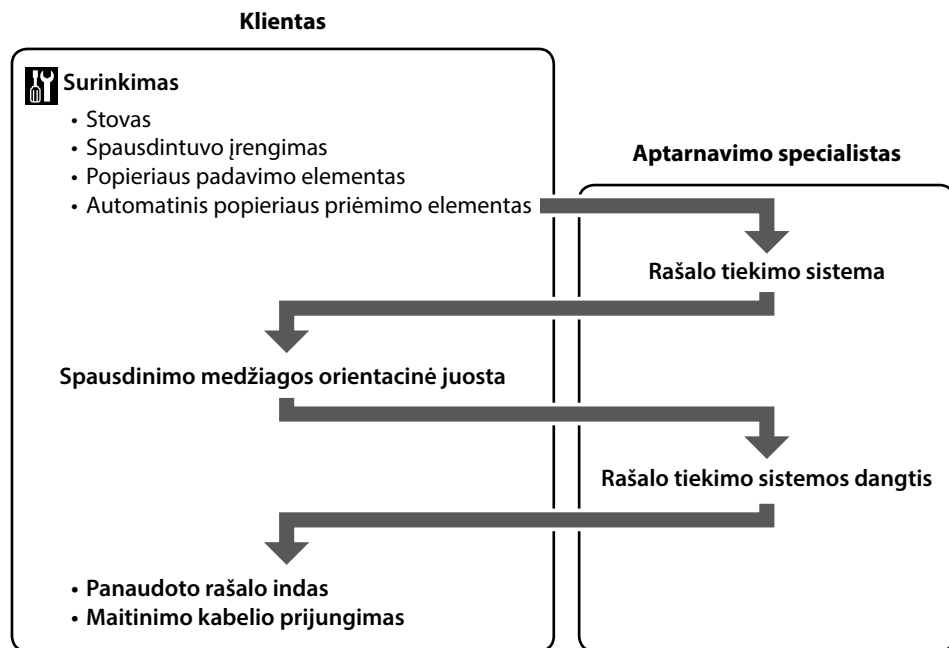 Klientas
Surinkimas
• Stovas
• Spausdintuvo įrengimas
• Popieriaus padavimo elementas
• Automatinis popieriaus priėmimo elementas
Aptarnavimo specialistas
Rašalo tiekimo sistema
Spausdinimo medžiagos orientacinė juosta
Rašalo tiekimo sistemos dangtis
• Panaudoto rašalo indas
• Maitinimo kabelio prijungimas